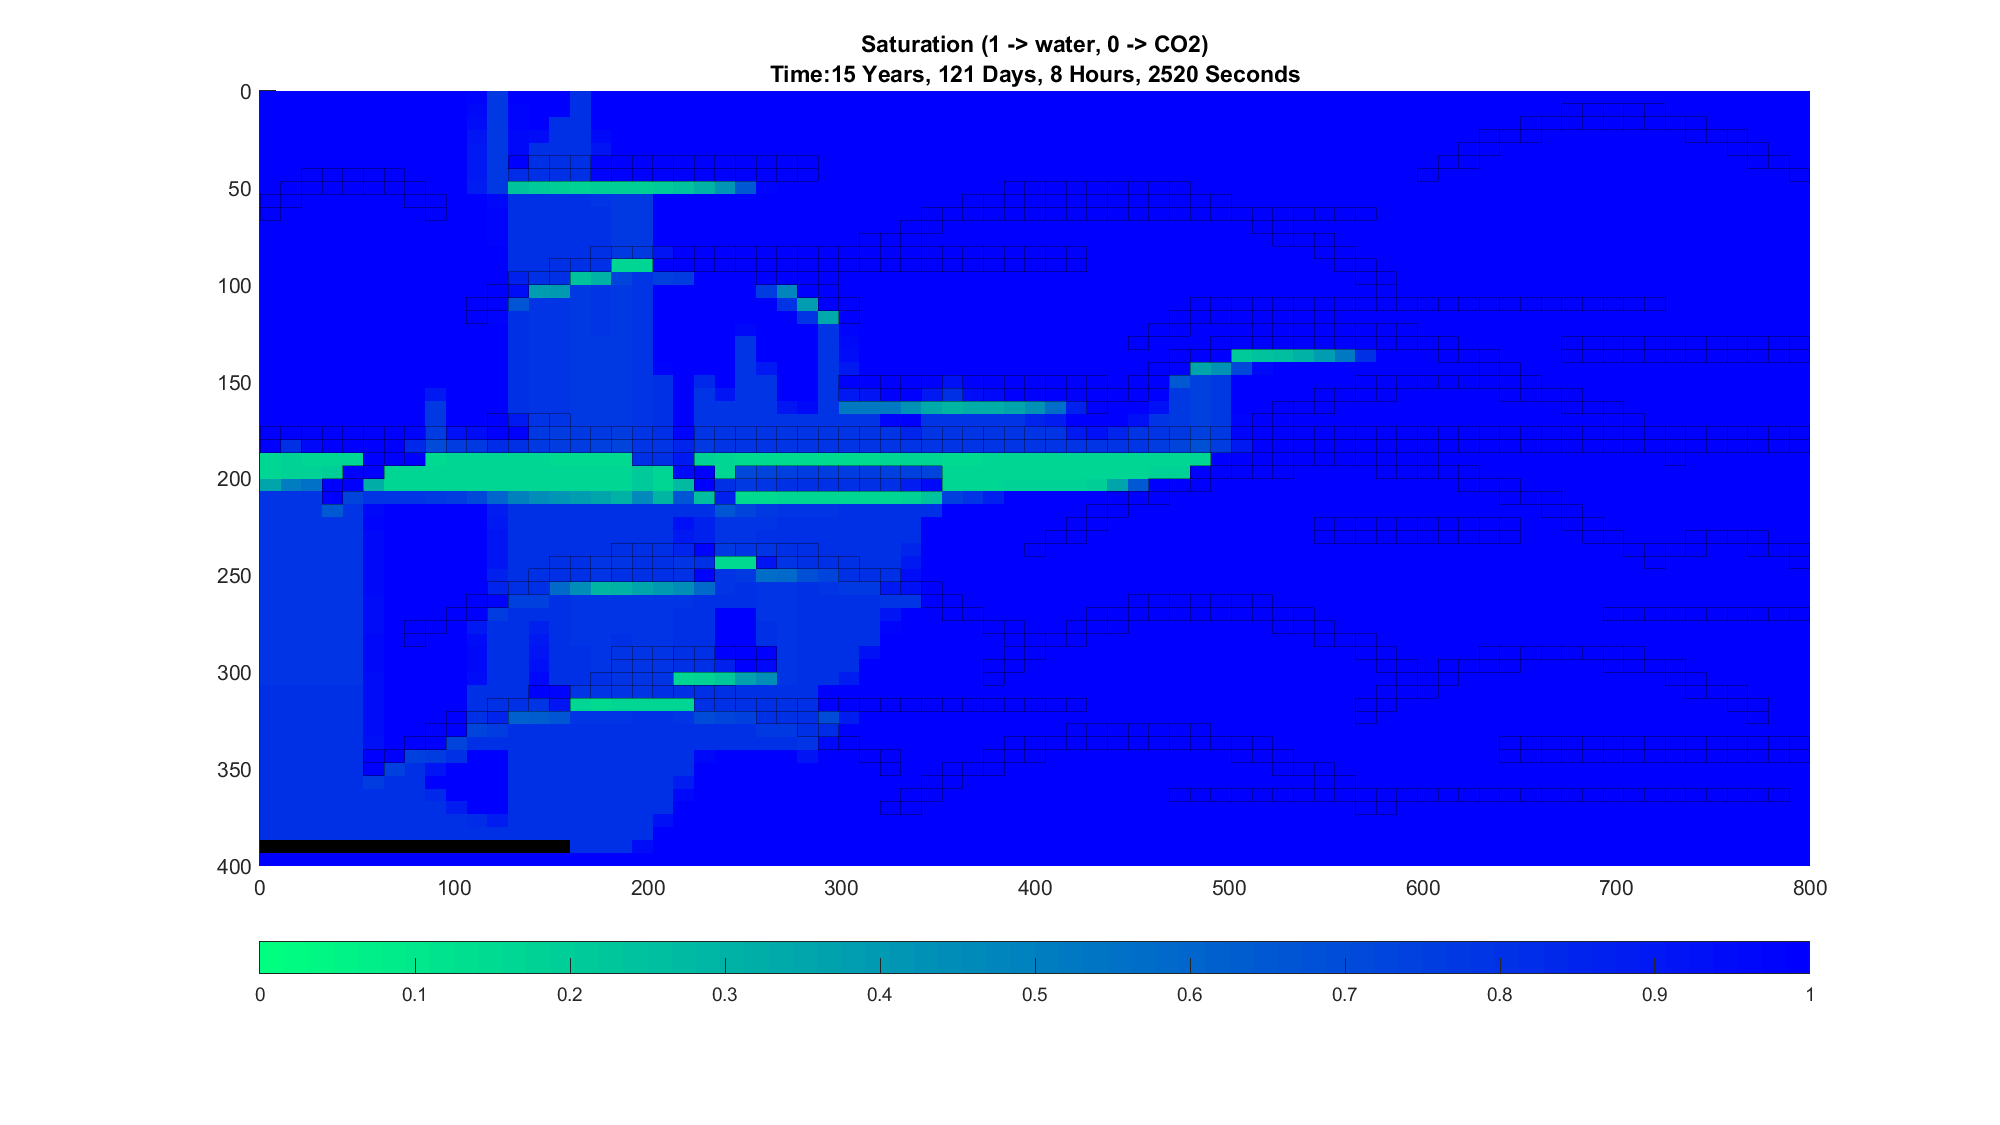 Saturation (1 -> water, 0 -> CO2)
Time:15 Years, 121 Days, 8 Hours, 2520 Seconds
0
50
100
150
200
250
300
350
400
0 100 200 300 400 500 600 700 800
0 0.1 0.2 0.3 0.4 0.5 0.6 0.7 0.8 0.9 1